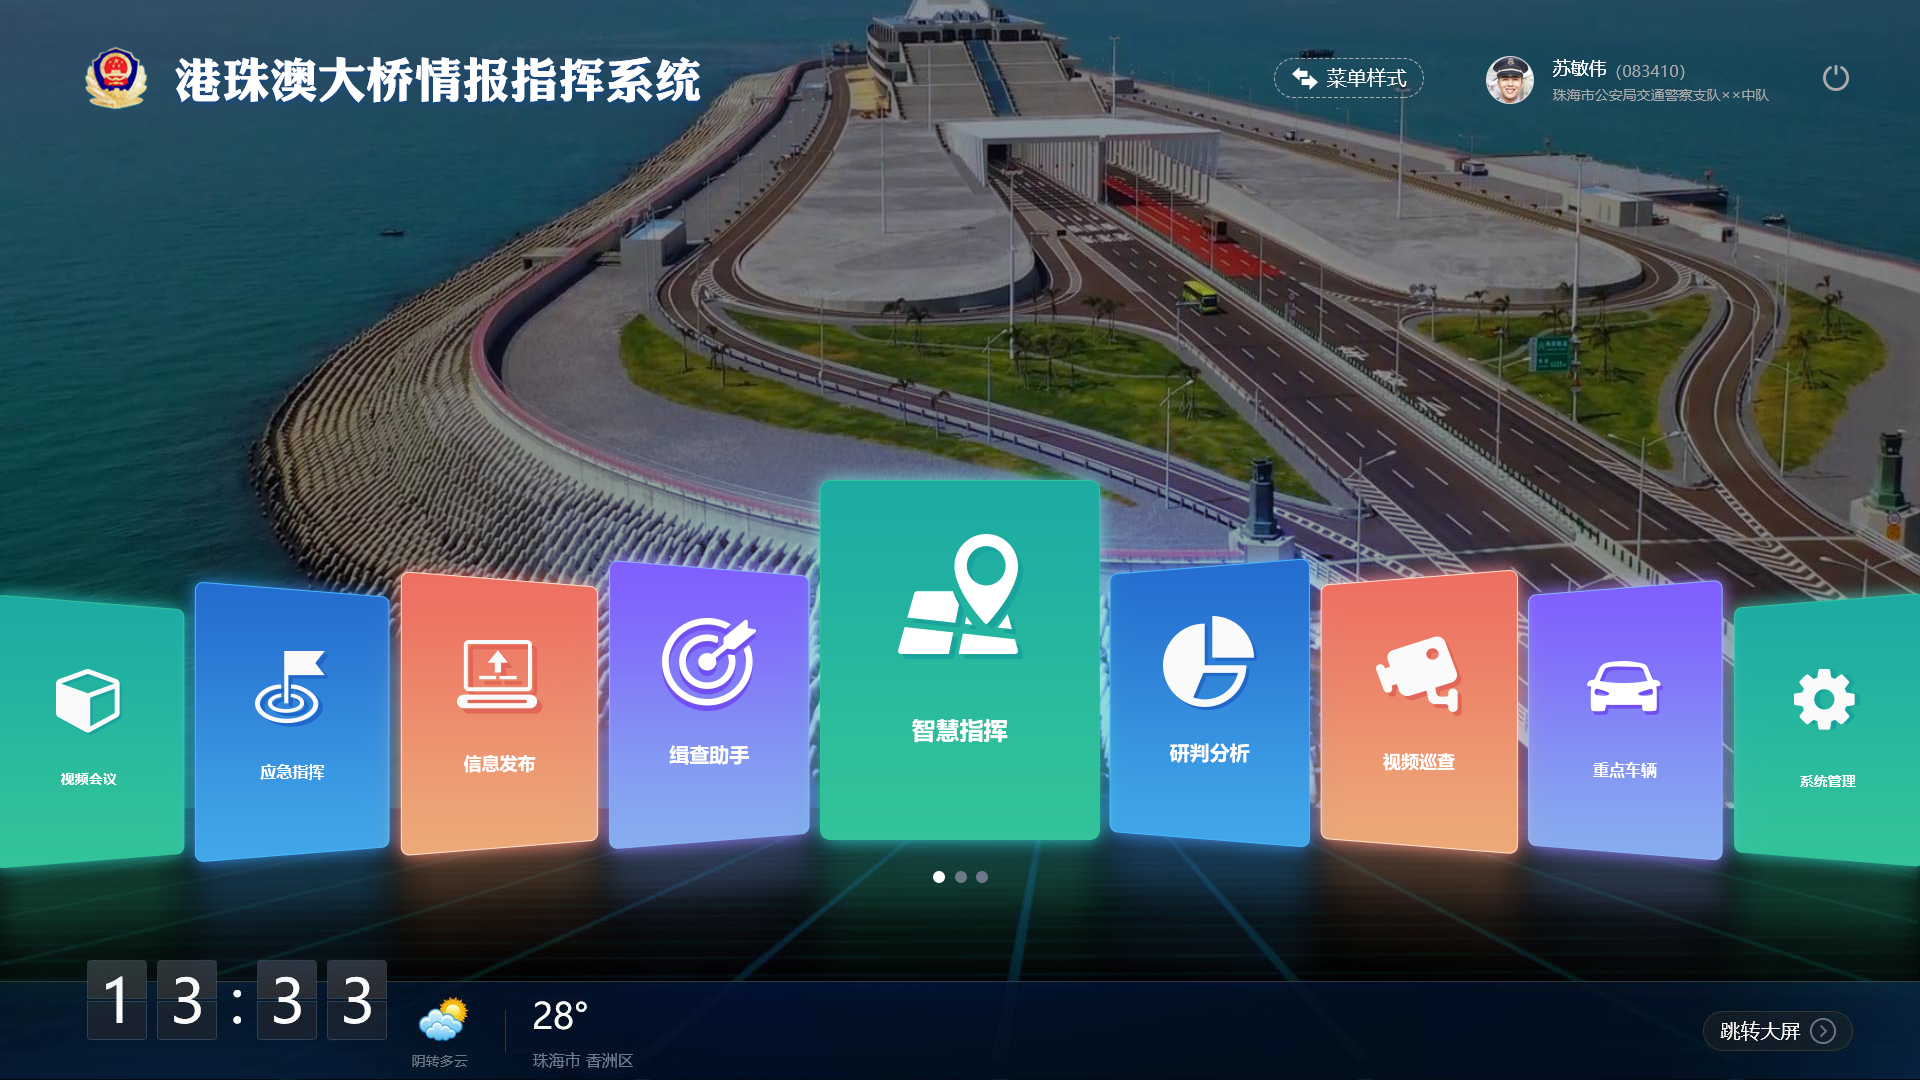 港珠澳大桥情报指挥系统
菜单样式
苏敏伟 (083410)
珠海市公安局交通警察支队××中队
视频会议
应急指挥
信息发布
缉查助手
智慧指挥
研判分析
视频巡查
重点车辆
系统管理
13:33
阴转多云
28°
珠海市 香洲区
跳转大屏